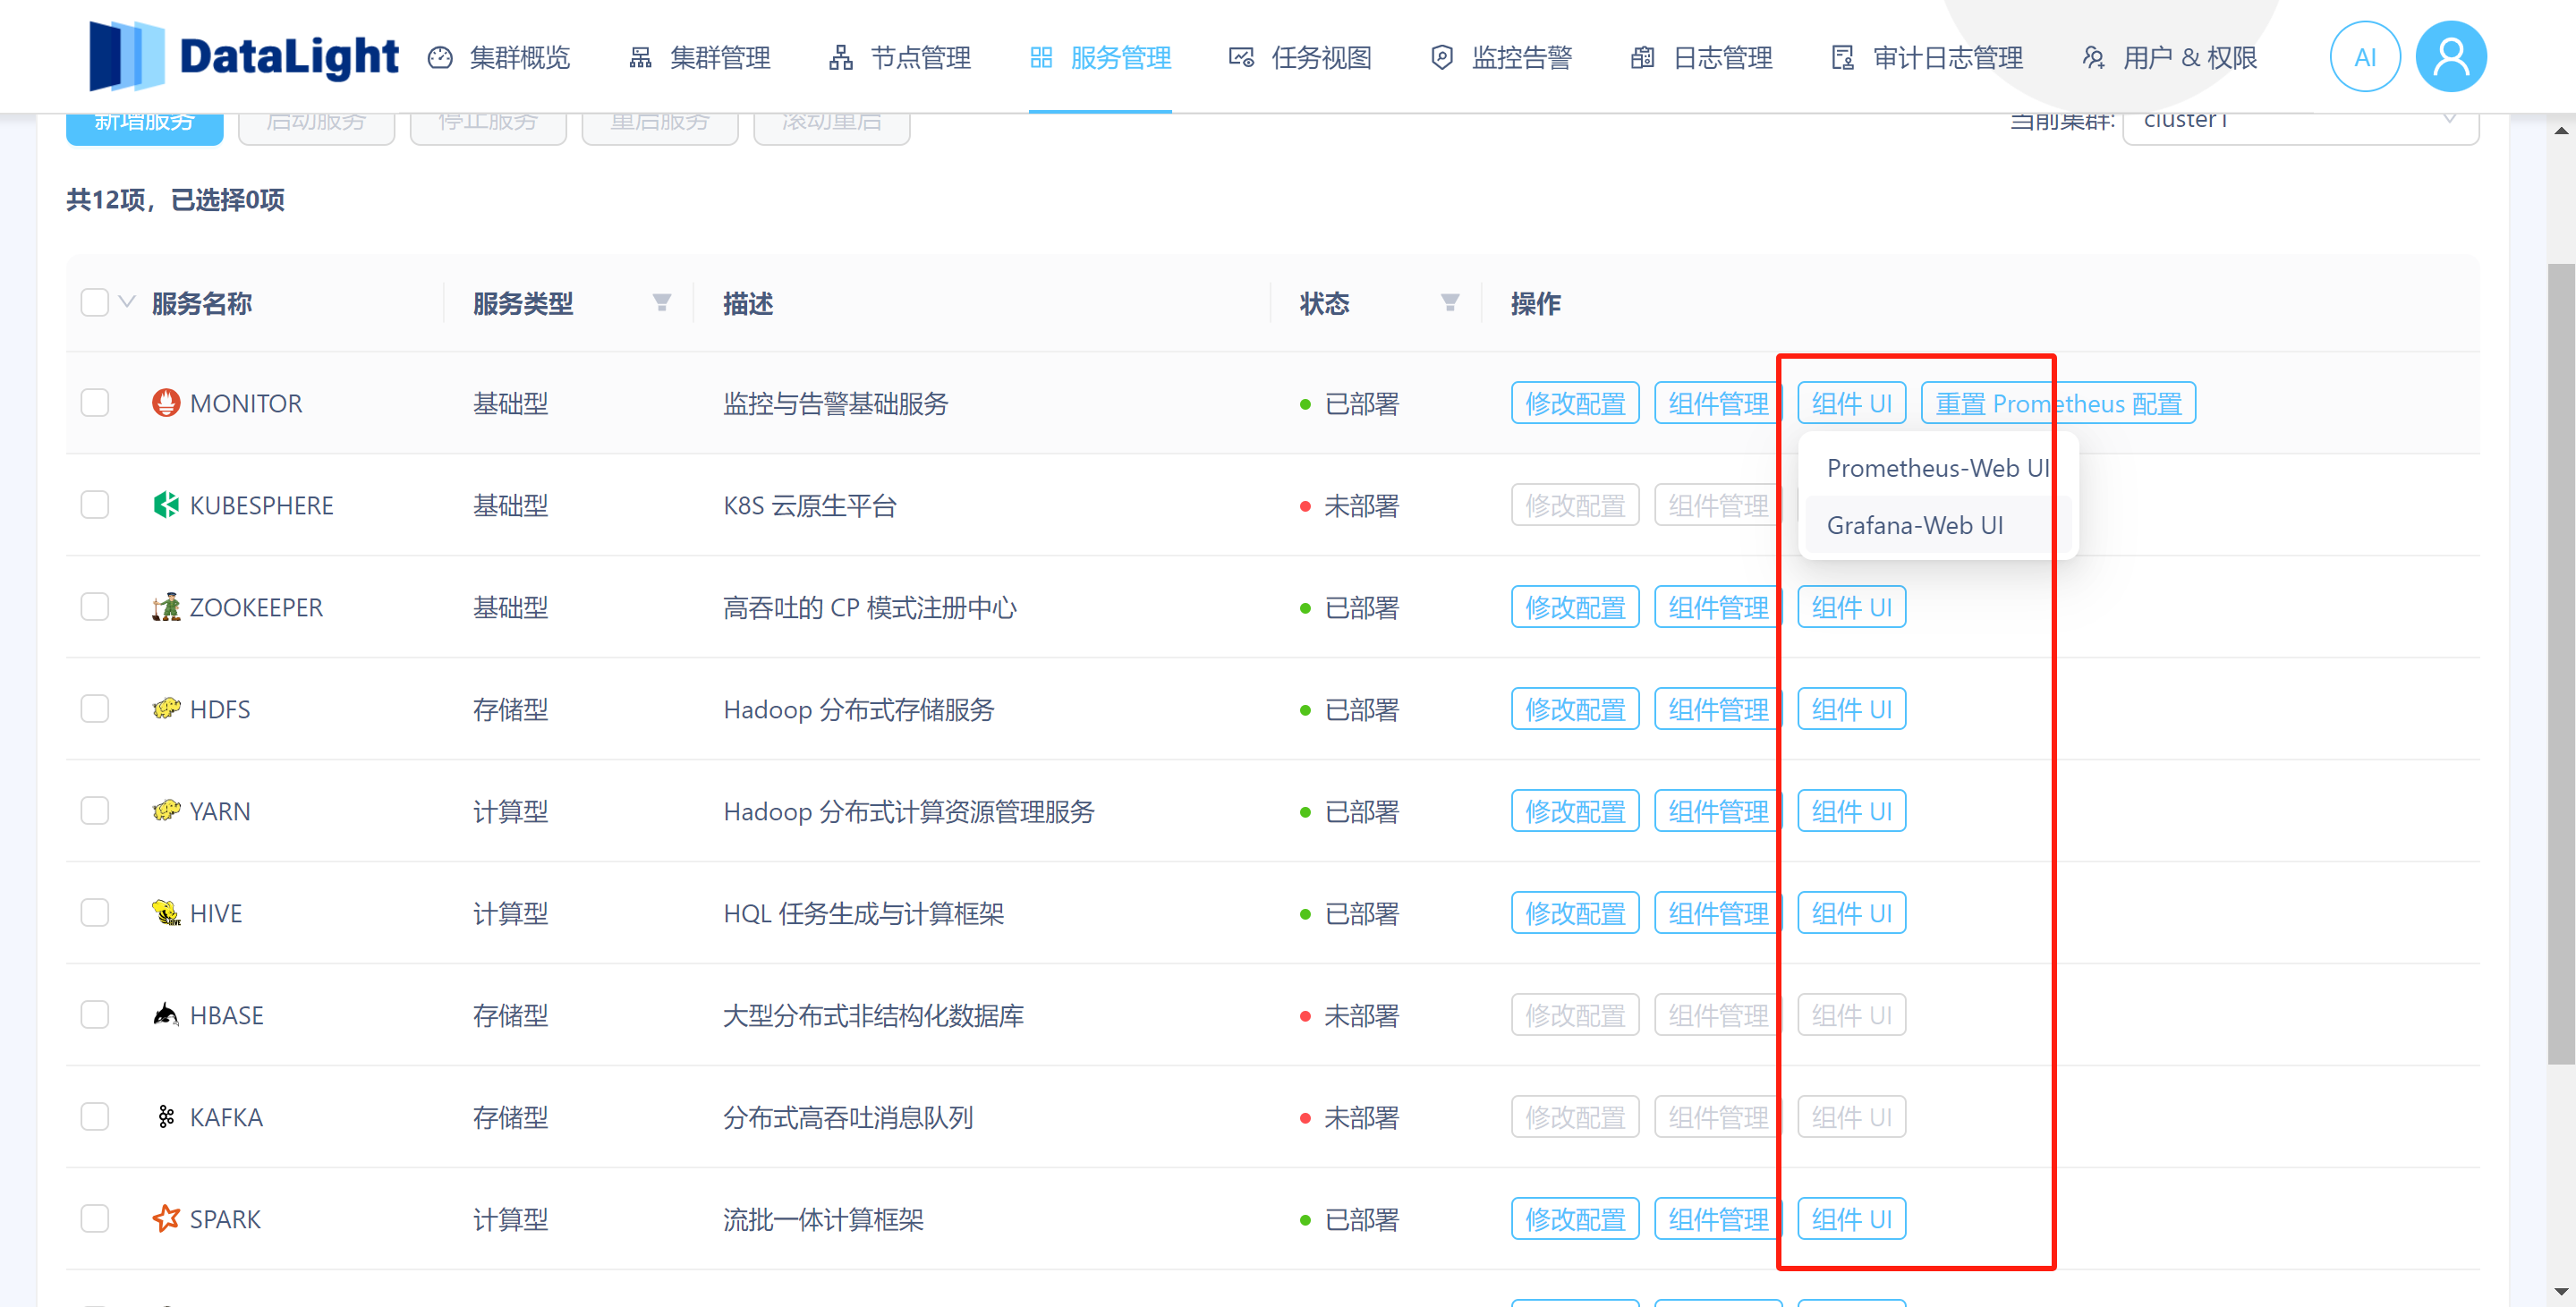 DataLight 集群概览 集群管理 节点管理 服务管理 任务视图 监控告警 日志管理 审计日志管理 用户 & 权限 AI
新增服务 启动服务 停止服务 重启服务 滚动重启 当前集群: cluster1
共12项，已选择0项
服务名称 服务类型 描述 状态 操作
MONITOR 基础型 监控与告警基础服务 已部署 修改配置 组件管理 组件 UI 重置 Prometheus 配置
Prometheus-Web UI
KUBESPHERE 基础型 K8S 云原生平台 未部署 修改配置 组件管理
Grafana-Web UI
ZOOKEEPER 基础型 高吞吐的 CP 模式注册中心 已部署 修改配置 组件管理 组件 UI
HDFS 存储型 Hadoop 分布式存储服务 已部署 修改配置 组件管理 组件 UI
YARN 计算型 Hadoop 分布式计算资源管理服务 已部署 修改配置 组件管理 组件 UI
HIVE 计算型 HQL 任务生成与计算框架 已部署 修改配置 组件管理 组件 UI
HBASE 存储型 大型分布式非结构化数据库 未部署 修改配置 组件管理 组件 UI
KAFKA 存储型 分布式高吞吐消息队列 未部署 修改配置 组件管理 组件 UI
SPARK 计算型 流批一体计算框架 已部署 修改配置 组件管理 组件 UI